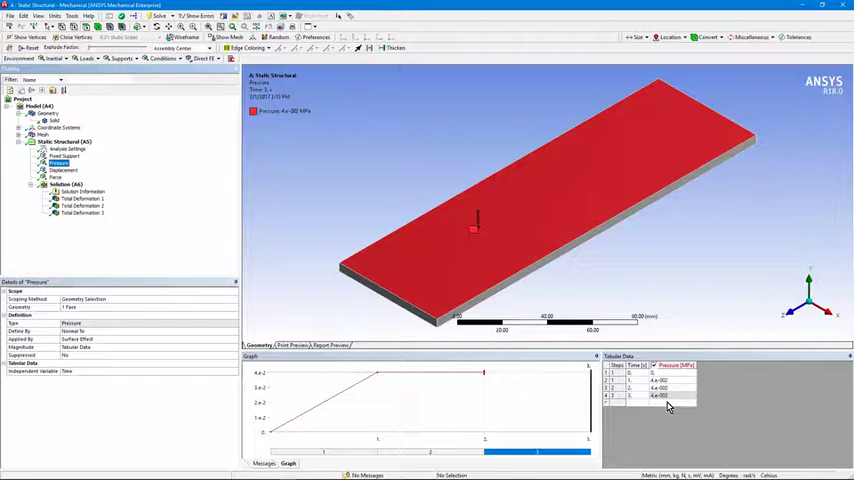 A : Static Structural - Mechanical [ANSYS Mechanical Enterprise]
File Edit View Units Tools Help Solve Show Errors
Show Vertices Close Vertices Wireframe Show Mesh Random Preferences Size Location Convert Miscellaneous Tolerances
Reset Explode Factor: Assembly Center Edge Coloring Thicken
Environment Inertial Loads Supports Conditions Direct FE
Outline
Filter: Name
Project
Model (A4)
Geometry
Solid
Coordinate Systems
Mesh
Static Structural (A5)
Analysis Settings
Fixed Support
Pressure
Displacement
Force
Solution (A6)
Solution Information
Total Deformation 1
Total Deformation 2
Total Deformation 3
A: Static Structural
Pressure
Time: 3. s
Pressure: 4.e-002 MPa
ANSYS
R18.0
Y
Z
X
0.00 40.00 80.00 (mm)
20.00 60.00
Details of "Pressure"
Scope
Scoping Method Geometry Selection
Geometry 1 Face
Definition
Type Pressure
Define By Normal To
Applied By Surface Effect
Magnitude Tabular Data
Suppressed No
Tabular Data
Independent Variable Time
Geometry Print Preview Report Preview
Graph
3.
4.e-2
2.e-2
1.e-2
0.
0. 1. 2. 3.
1 2 3
Messages Graph
Tabular Data
Steps Time [s] Pressure [MPa]
1 1 0. 0.
2 1 1. 4.e-002
3 2 2. 4.e-002
4 3 3. 4.e-002
*
No Messages No Selection Metric (mm, kg, N, s, mV, mA) Degrees rad/s Celsius